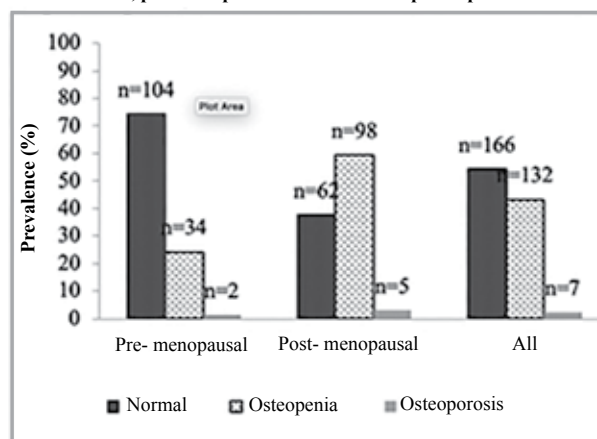 100
90
80
70
60
50
40
30
20
10
0
Prevalence (%)
n=104
n=34
n=2
Plot Area
n=62
n=98
n=5
n=166
n=132
n=7
Pre- menopausal
Post- menopausal
All
Normal
Osteopenia
Osteoporosis